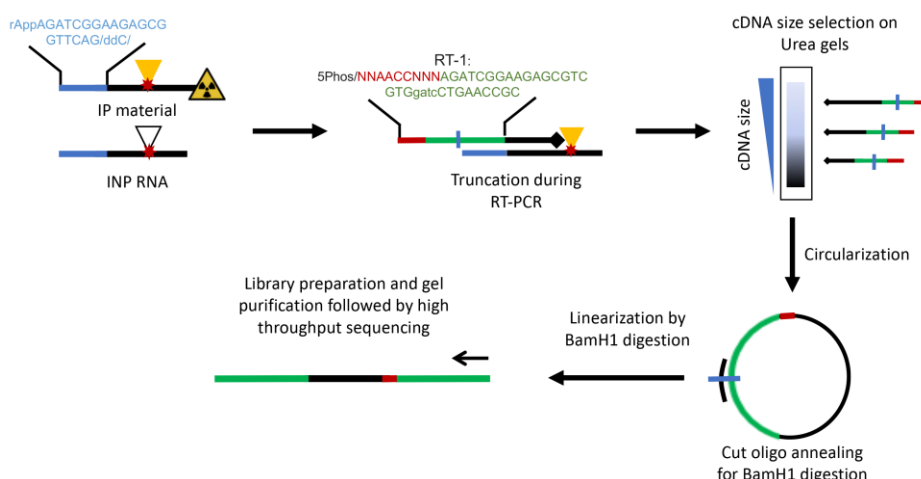 rAppAGATCGGAAGAGCG
GTTCAG/ddC/
IP material
INP RNA
RT-1:
5Phos/NNAACCNNNAGATCGGAAGAGCGTC
GTGgatcCTGAACCGC
Truncation during
RT-PCR
cDNA size selection on
Urea gels
cDNA size
Circularization
Library preparation and gel
purification followed by high
throughput sequencing
Linearization by
BamH1 digestion
Cut oligo annealing
for BamH1 digestion